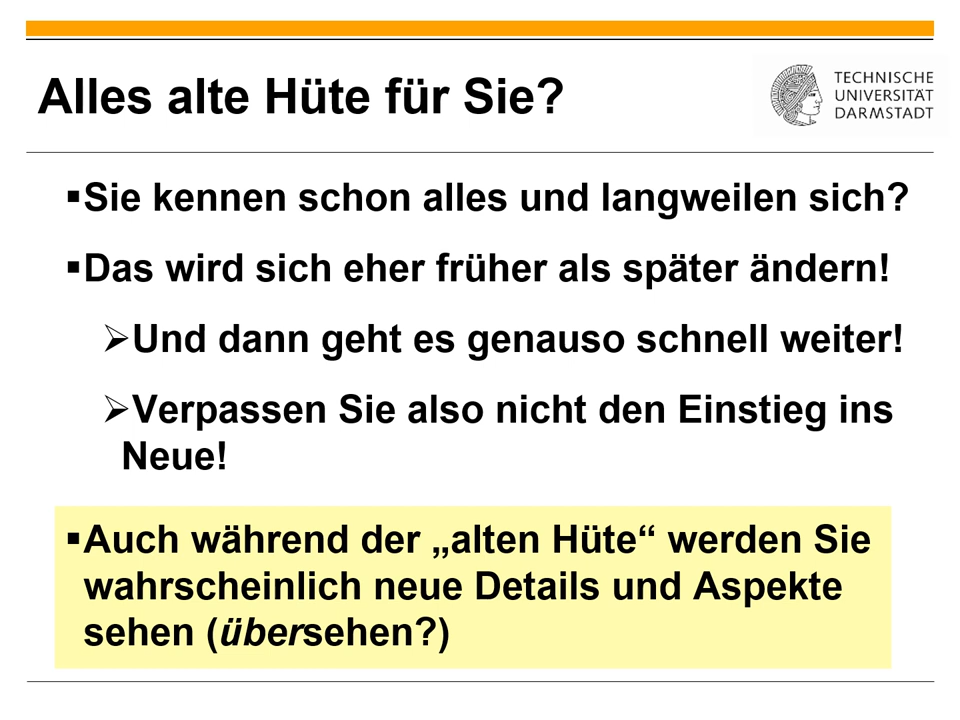 Alles alte Hüte für Sie?
TECHNISCHE
UNIVERSITÄT
DARMSTADT
▪Sie kennen schon alles und langweilen sich?
▪Das wird sich eher früher als später ändern!
➢Und dann geht es genauso schnell weiter!
➢Verpassen Sie also nicht den Einstieg ins
Neue!
▪Auch während der „alten Hüte“ werden Sie
wahrscheinlich neue Details und Aspekte
sehen (übersehen?)